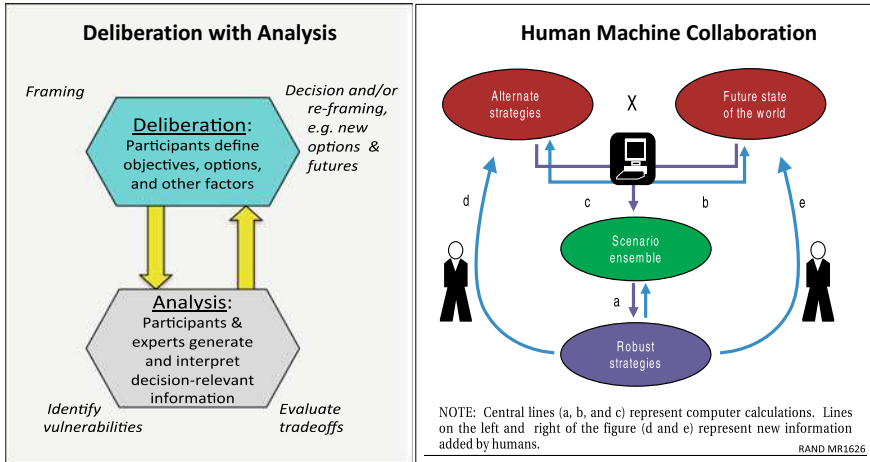 Deliberation with Analysis
Framing
Decision and/or
re-framing,
e.g. new
options &
futures
Deliberation:
Participants define
objectives, options,
and other factors
Analysis:
Participants &
experts generate
and interpret
decision-relevant
information
Identify
vulnerabilities
Evaluate
tradeoffs
Human Machine Collaboration
Alternate
strategies
X
Future state
of the world
d
c
b
e
Scenario
ensemble
a
Robust
strategies
NOTE: Central lines (a, b, and c) represent computer calculations. Lines
on the left and right of the figure (d and e) represent new information
added by humans.
RAND MR1626